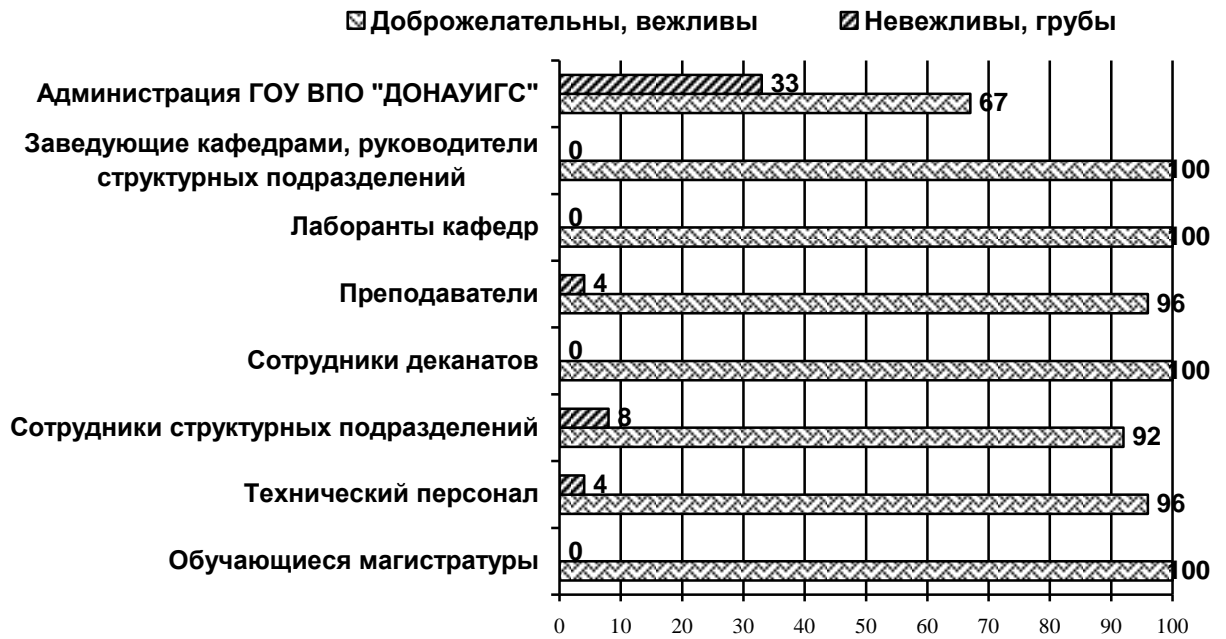 Доброжелательны, вежливы Невежливы, грубы
Администрация ГОУ ВПО "ДОНАУИГС"
33
67
Заведующие кафедрами, руководители
структурных подразделений
0
100
Лаборанты кафедр
0
100
Преподаватели
4
96
Сотрудники деканатов
0
100
Сотрудники структурных подразделений
8
92
Технический персонал
4
96
Обучающиеся магистратуры
0
100
0 10 20 30 40 50 60 70 80 90 100